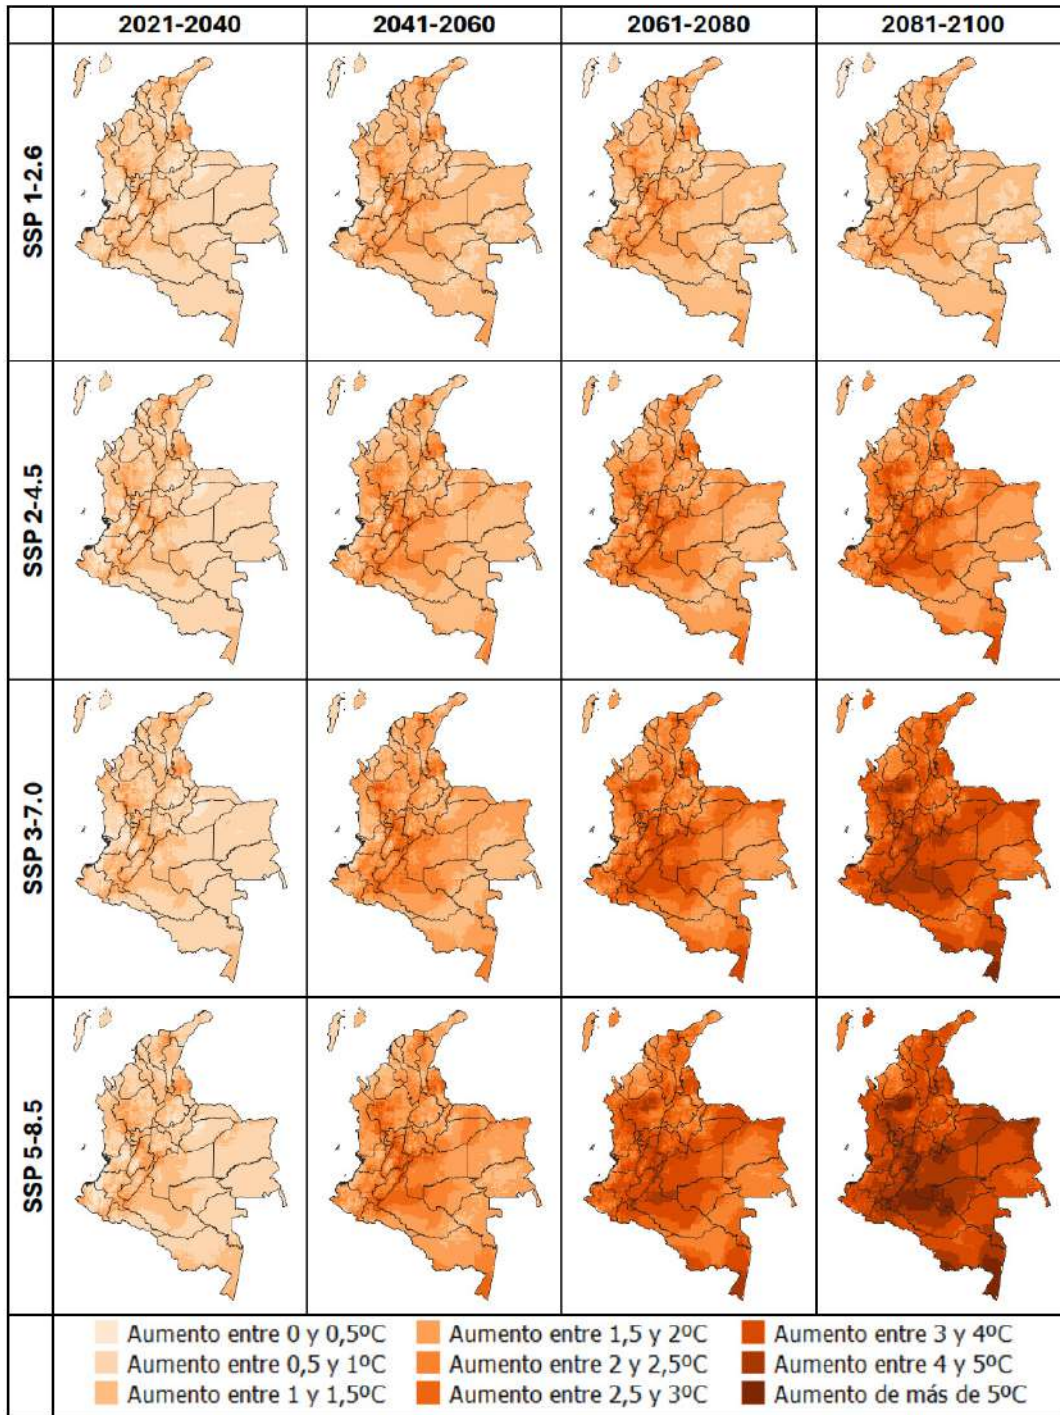 2021-2040 2041-2060 2061-2080 2081-2100
SSP 1-2.6
SSP 2-4.5
SSP 3-7.0
SSP 5-8.5
Aumento entre 0 y 0,5ºC Aumento entre 1,5 y 2ºC Aumento entre 3 y 4ºC
Aumento entre 0,5 y 1ºC Aumento entre 2 y 2,5ºC Aumento entre 4 y 5ºC
Aumento entre 1 y 1,5ºC Aumento entre 2,5 y 3ºC Aumento de más de 5ºC